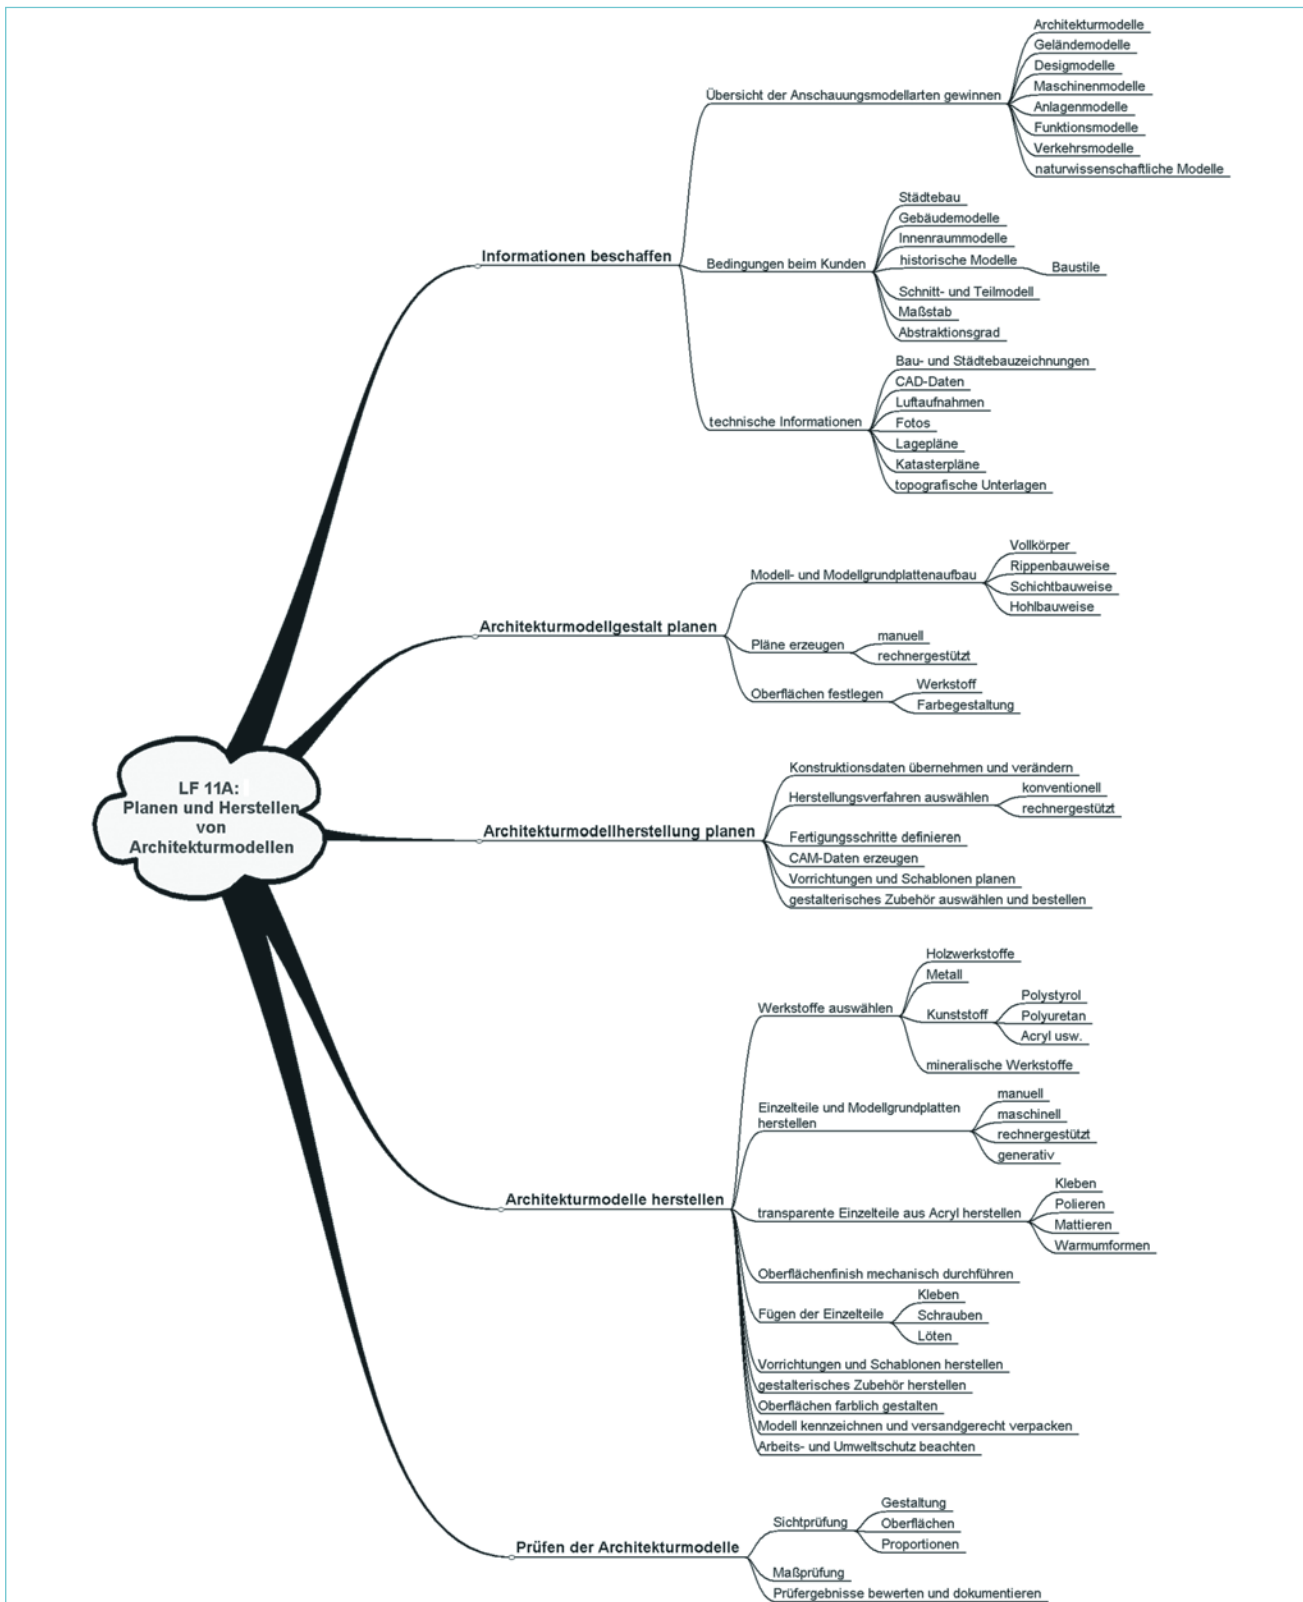 LF 11A:
Planen und Herstellen
von
Architekturmodellen
Informationen beschaffen
Übersicht der Anschauungsmodellarten gewinnen
Architekturmodelle
Geländemodelle
Desigmodelle
Maschinenmodelle
Anlagenmodelle
Funktionsmodelle
Verkehrsmodelle
naturwissenschaftliche Modelle
Bedingungen beim Kunden
Städtebau
Gebäudemodelle
Innenraummodelle
historische Modelle
Baustile
Schnitt- und Teilmodell
Maßstab
Abstraktionsgrad
technische Informationen
Bau- und Städtebauzeichnungen
CAD-Daten
Luftaufnahmen
Fotos
Lagepläne
Katasterpläne
topografische Unterlagen
Architekturmodellgestalt planen
Modell- und Modellgrundplattenaufbau
Vollkörper
Rippenbauweise
Schichtbauweise
Hohlbauweise
Pläne erzeugen
manuell
rechnergestützt
Oberflächen festlegen
Werkstoff
Farbegestaltung
Architekturmodellherstellung planen
Konstruktionsdaten übernehmen und verändern
Herstellungsverfahren auswählen
konventionell
rechnergestützt
Fertigungsschritte definieren
CAM-Daten erzeugen
Vorrichtungen und Schablonen planen
gestalterisches Zubehör auswählen und bestellen
Architekturmodelle herstellen
Werkstoffe auswählen
Holzwerkstoffe
Metall
Kunststoff
Polystyrol
Polyuretan
Acryl usw.
mineralische Werkstoffe
Einzelteile und Modellgrundplatten
herstellen
manuell
maschinell
rechnergestützt
generativ
transparente Einzelteile aus Acryl herstellen
Kleben
Polieren
Mattieren
Warmumformen
Oberflächenfinish mechanisch durchführen
Fügen der Einzelteile
Kleben
Schrauben
Löten
Vorrichtungen und Schablonen herstellen
gestalterisches Zubehör herstellen
Oberflächen farblich gestalten
Modell kennzeichnen und versandgerecht verpacken
Arbeits- und Umweltschutz beachten
Prüfen der Architekturmodelle
Sichtprüfung
Gestaltung
Oberflächen
Proportionen
Maßprüfung
Prüfergebnisse bewerten und dokumentieren